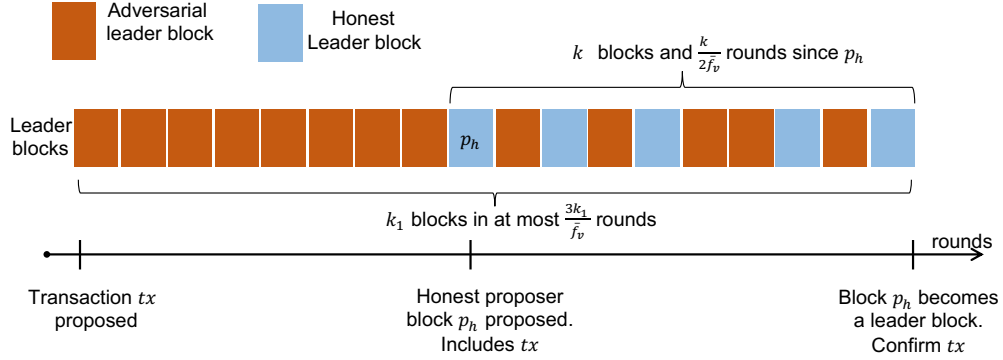 Adversarial
leader block
Honest
Leader block
k blocks and k/(2f̄_v) rounds since p_h
Leader
blocks
p_h
k_1 blocks in at most 3k_1/f̄_v rounds
rounds
Transaction tx
proposed
Honest proposer
block p_h proposed.
Includes tx
Block p_h becomes
a leader block.
Confirm tx